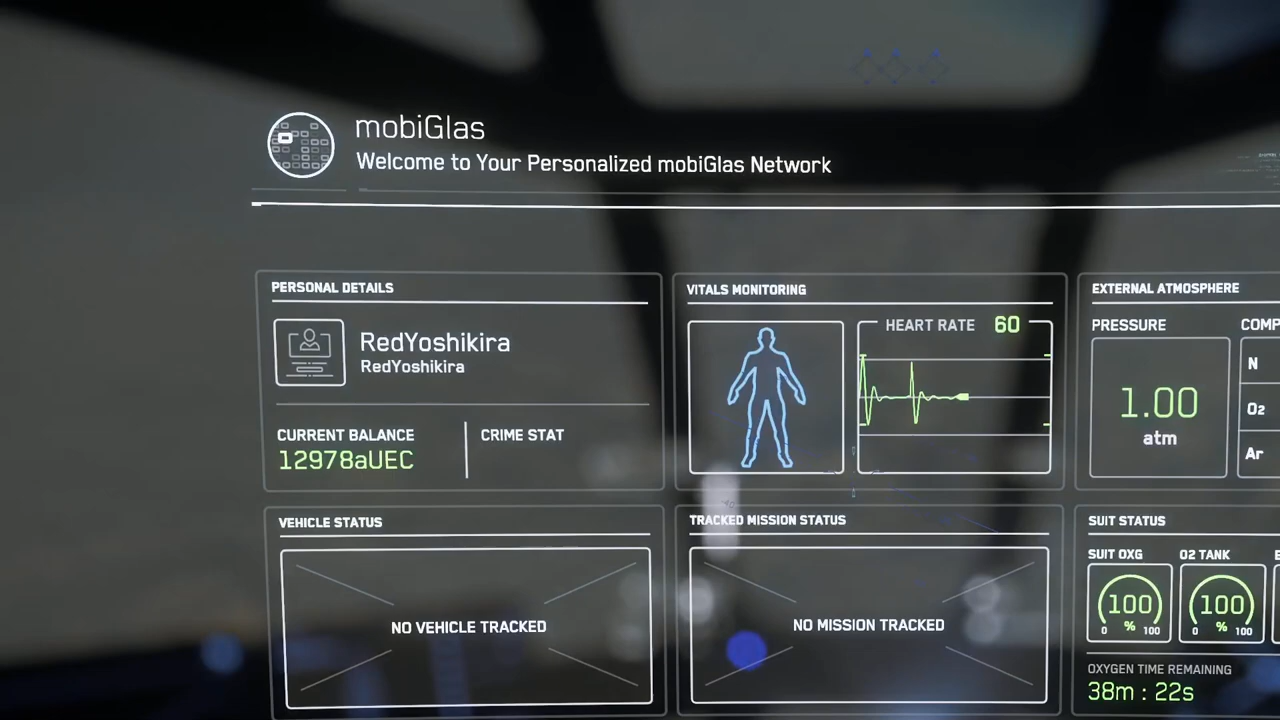 mobiGlas
Welcome to Your Personalized mobiGlas Network
PERSONAL DETAILS
RedYoshikira
RedYoshikira
CURRENT BALANCE
12978aUEC
CRIME STAT
VITALS MONITORING
HEART RATE 60
EXTERNAL ATMOSPHERE
PRESSURE
1.00
atm
COMP
N
O2
Ar
VEHICLE STATUS
NO VEHICLE TRACKED
TRACKED MISSION STATUS
NO MISSION TRACKED
SUIT STATUS
SUIT OXG
100
%
0 100
O2 TANK
100
%
0 100
OXYGEN TIME REMAINING
38m : 22s